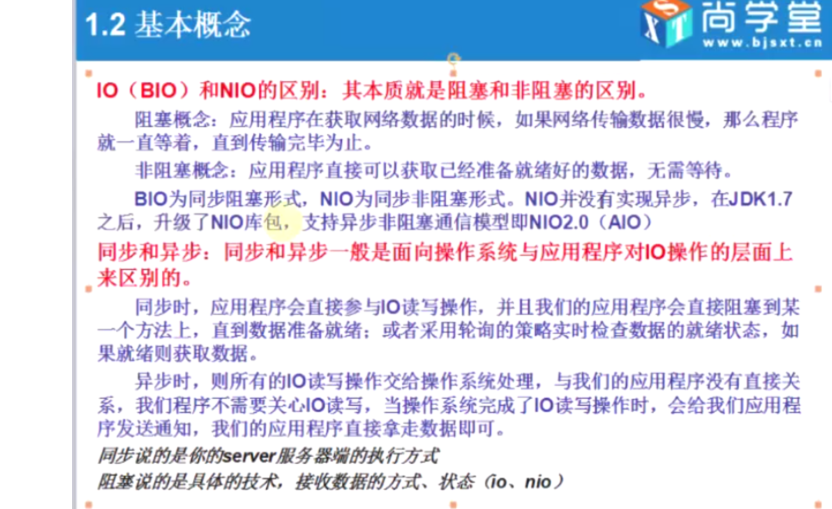 1.2 基本概念
尚学堂
www.bjsxt.cn
IO（BIO）和NIO的区别：其本质就是阻塞和非阻塞的区别。
阻塞概念：应用程序在获取网络数据的时候，如果网络传输数据很慢，那么程序
就一直等着，直到传输完毕为止。
非阻塞概念：应用程序直接可以获取已经准备就绪好的数据，无需等待。
BIO为同步阻塞形式，NIO为同步非阻塞形式。NIO并没有实现异步，在JDK1.7
之后，升级了NIO库包，支持异步非阻塞通信模型即NIO2.0（AIO）
同步和异步：同步和异步一般是面向操作系统与应用程序对IO操作的层面上
来区别的。
同步时，应用程序会直接参与IO读写操作，并且我们的应用程序会直接阻塞到某
一个方法上，直到数据准备就绪；或者采用轮询的策略实时检查数据的就绪状态，如
果就绪则获取数据。
异步时，则所有的IO读写操作交给操作系统处理，与我们的应用程序没有直接关
系，我们程序不需要关心IO读写，当操作系统完成了IO读写操作时，会给我们应用程
序发送通知，我们的应用程序直接拿走数据即可。
同步说的是你的server服务器端的执行方式
阻塞说的是具体的技术，接收数据的方式、状态（io、nio）